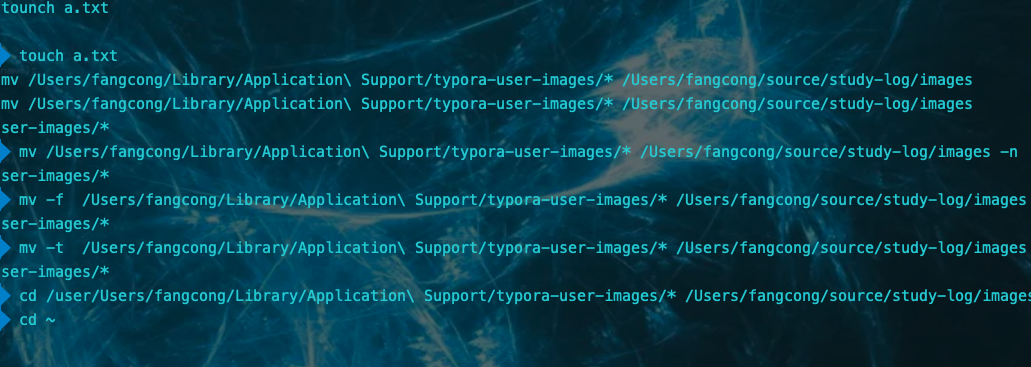 tounch a.txt
touch a.txt
mv /Users/fangcong/Library/Application\ Support/typora-user-images/* /Users/fangcong/source/study-log/images
mv /Users/fangcong/Library/Application\ Support/typora-user-images/* /Users/fangcong/source/study-log/images
ser-images/*
mv /Users/fangcong/Library/Application\ Support/typora-user-images/* /Users/fangcong/source/study-log/images -n
ser-images/*
mv -f  /Users/fangcong/Library/Application\ Support/typora-user-images/* /Users/fangcong/source/study-log/images
ser-images/*
mv -t  /Users/fangcong/Library/Application\ Support/typora-user-images/* /Users/fangcong/source/study-log/images
ser-images/*
cd /user/Users/fangcong/Library/Application\ Support/typora-user-images/* /Users/fangcong/source/study-log/images
cd ~